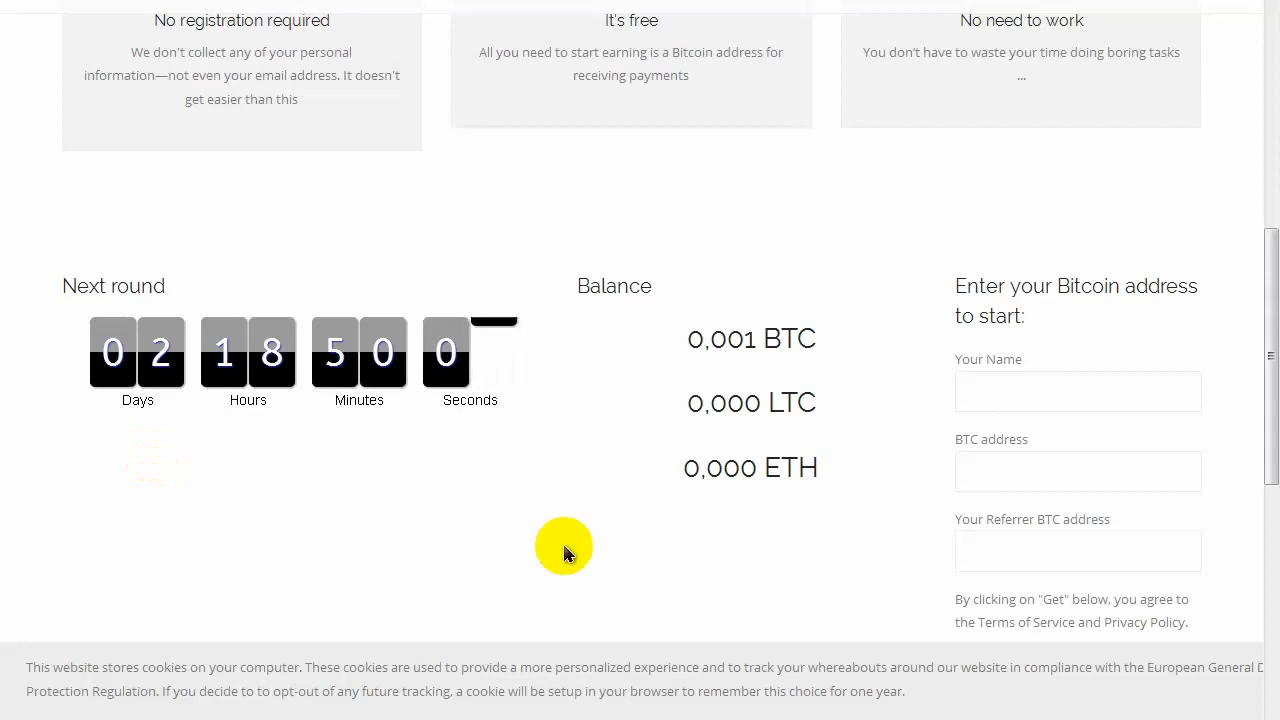 No registration required
We don't collect any of your personal
information—not even your email address. It doesn't
get easier than this
It's free
All you need to start earning is a Bitcoin address for
receiving payments
No need to work
You don't have to waste your time doing boring tasks
...
Next round
02 18 50 0
Days Hours Minutes Seconds
Balance
0,001 BTC
0,000 LTC
0,000 ETH
Enter your Bitcoin address
to start:
Your Name
BTC address
Your Referrer BTC address
By clicking on "Get" below, you agree to
the Terms of Service and Privacy Policy.
This website stores cookies on your computer. These cookies are used to provide a more personalized experience and to track your whereabouts around our website in compliance with the European General D
Protection Regulation. If you decide to to opt-out of any future tracking, a cookie will be setup in your browser to remember this choice for one year.